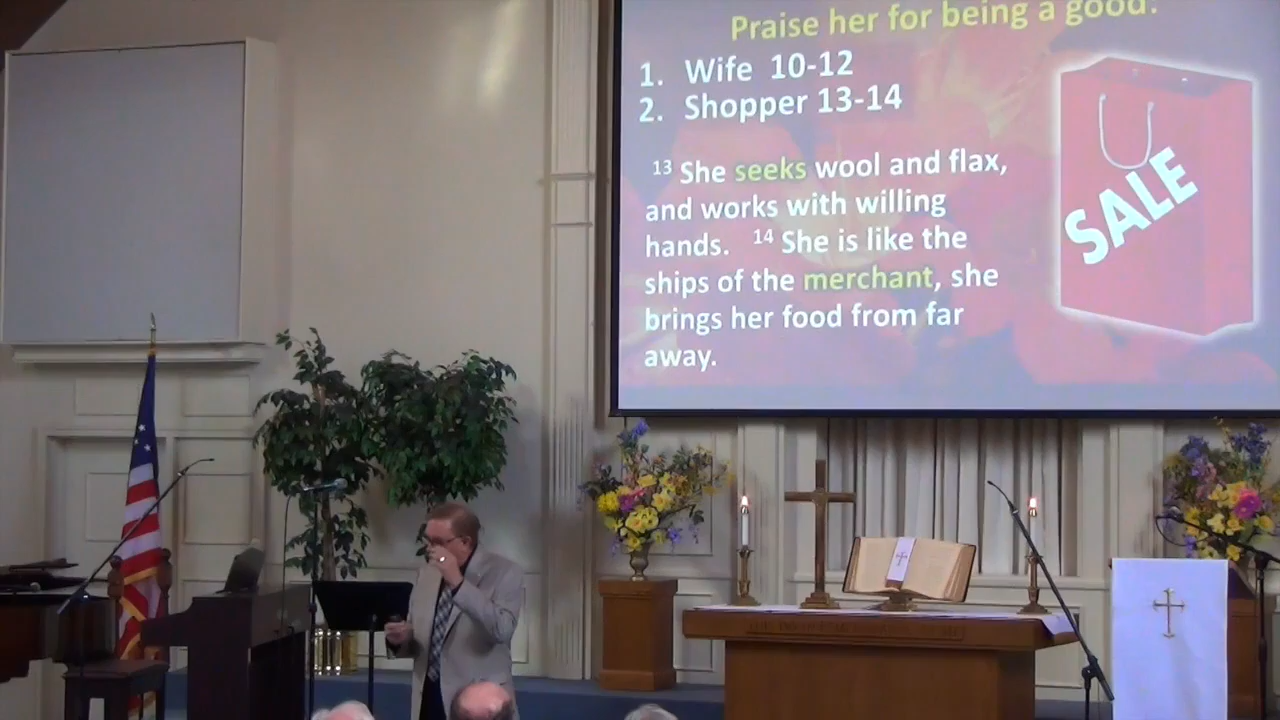 Praise her for being a good:
1. Wife 10-12
2. Shopper 13-14
13 She seeks wool and flax,
and works with willing
hands. 14 She is like the
ships of the merchant, she
brings her food from far
away.
SALE